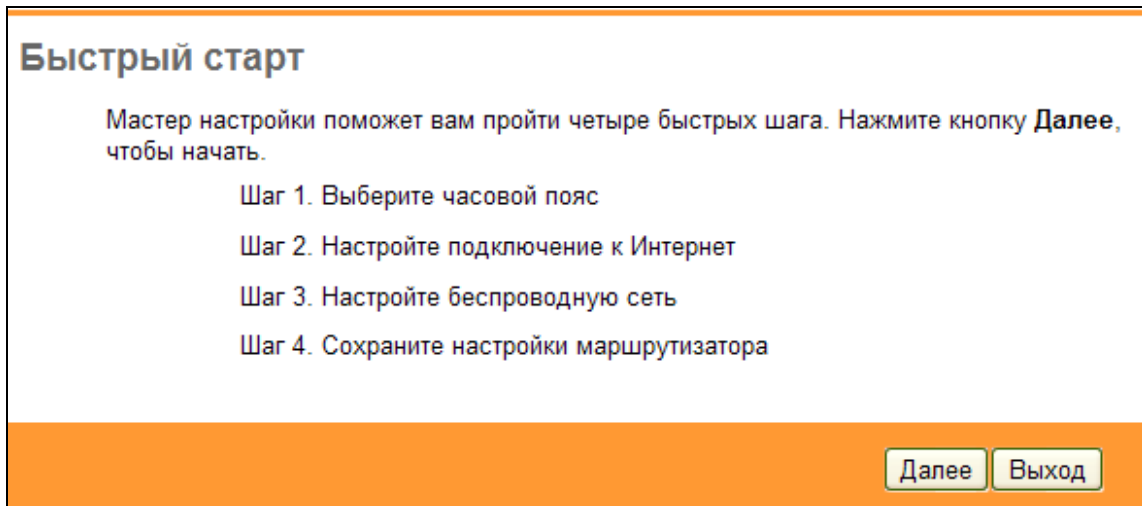 Быстрый старт
Мастер настройки поможет вам пройти четыре быстрых шага. Нажмите кнопку Далее,
чтобы начать.
Шаг 1. Выберите часовой пояс
Шаг 2. Настройте подключение к Интернет
Шаг 3. Настройте беспроводную сеть
Шаг 4. Сохраните настройки маршрутизатора
Далее Выход